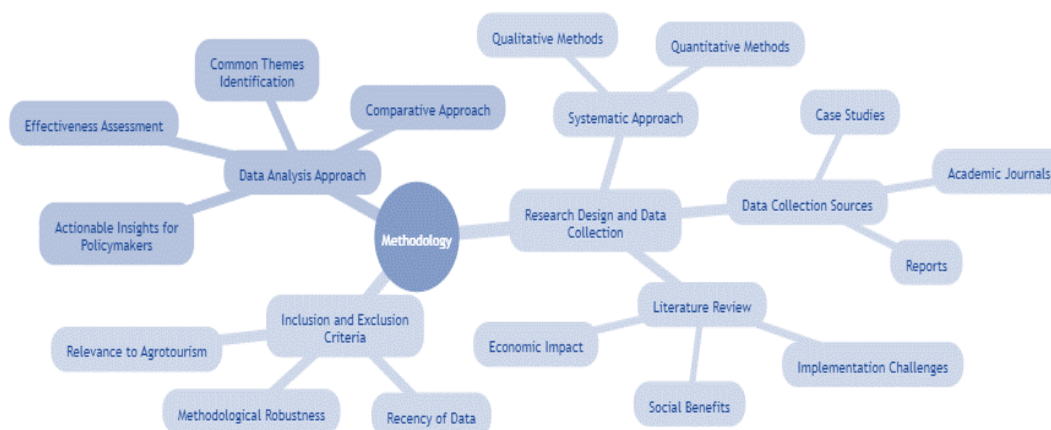 Qualitative Methods
Quantitative Methods
Common Themes
Identification
Comparative Approach
Systematic Approach
Case Studies
Effectiveness Assessment
Data Analysis Approach
Academic Journals
Data Collection Sources
Actionable Insights for
Policymakers
Methodology
Research Design and Data
Collection
Reports
Inclusion and Exclusion
Criteria
Literature Review
Relevance to Agrotourism
Economic Impact
Implementation Challenges
Methodological Robustness
Recency of Data
Social Benefits